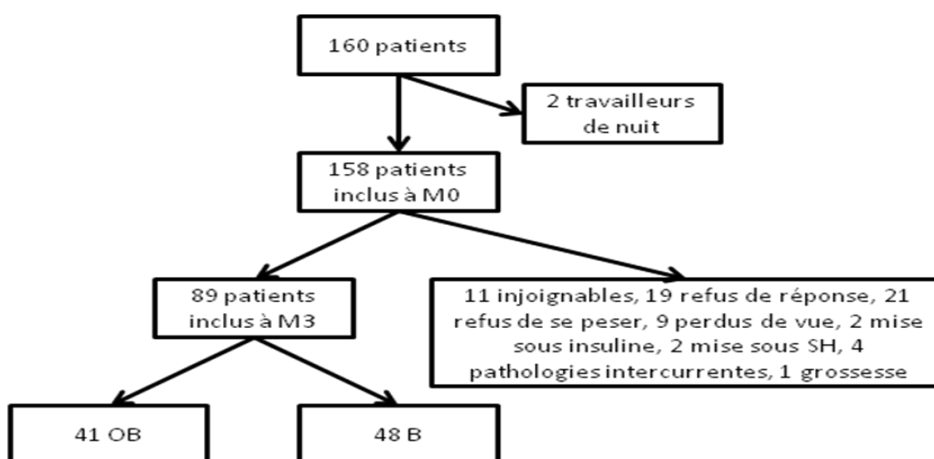 160 patients
2 travailleurs
de nuit
158 patients
inclus à M0
89 patients
inclus à M3
11 injoignables, 19 refus de réponse, 21
refus de se peser, 9 perdus de vue, 2 mise
sous insuline, 2 mise sous SH, 4
pathologies intercurrentes, 1 grossesse
41 OB
48 B